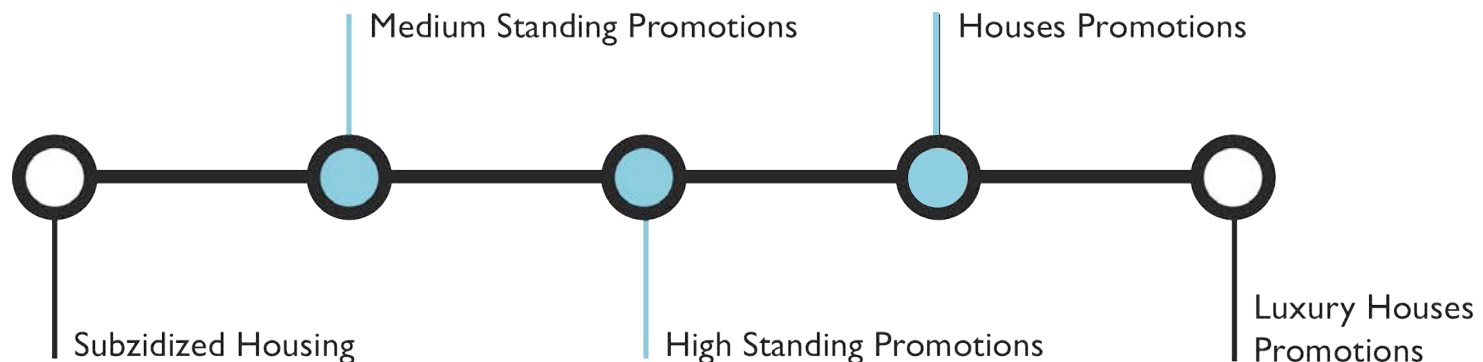 Medium Standing Promotions
Houses Promotions
Subzidized Housing
High Standing Promotions
Luxury Houses
Promotions